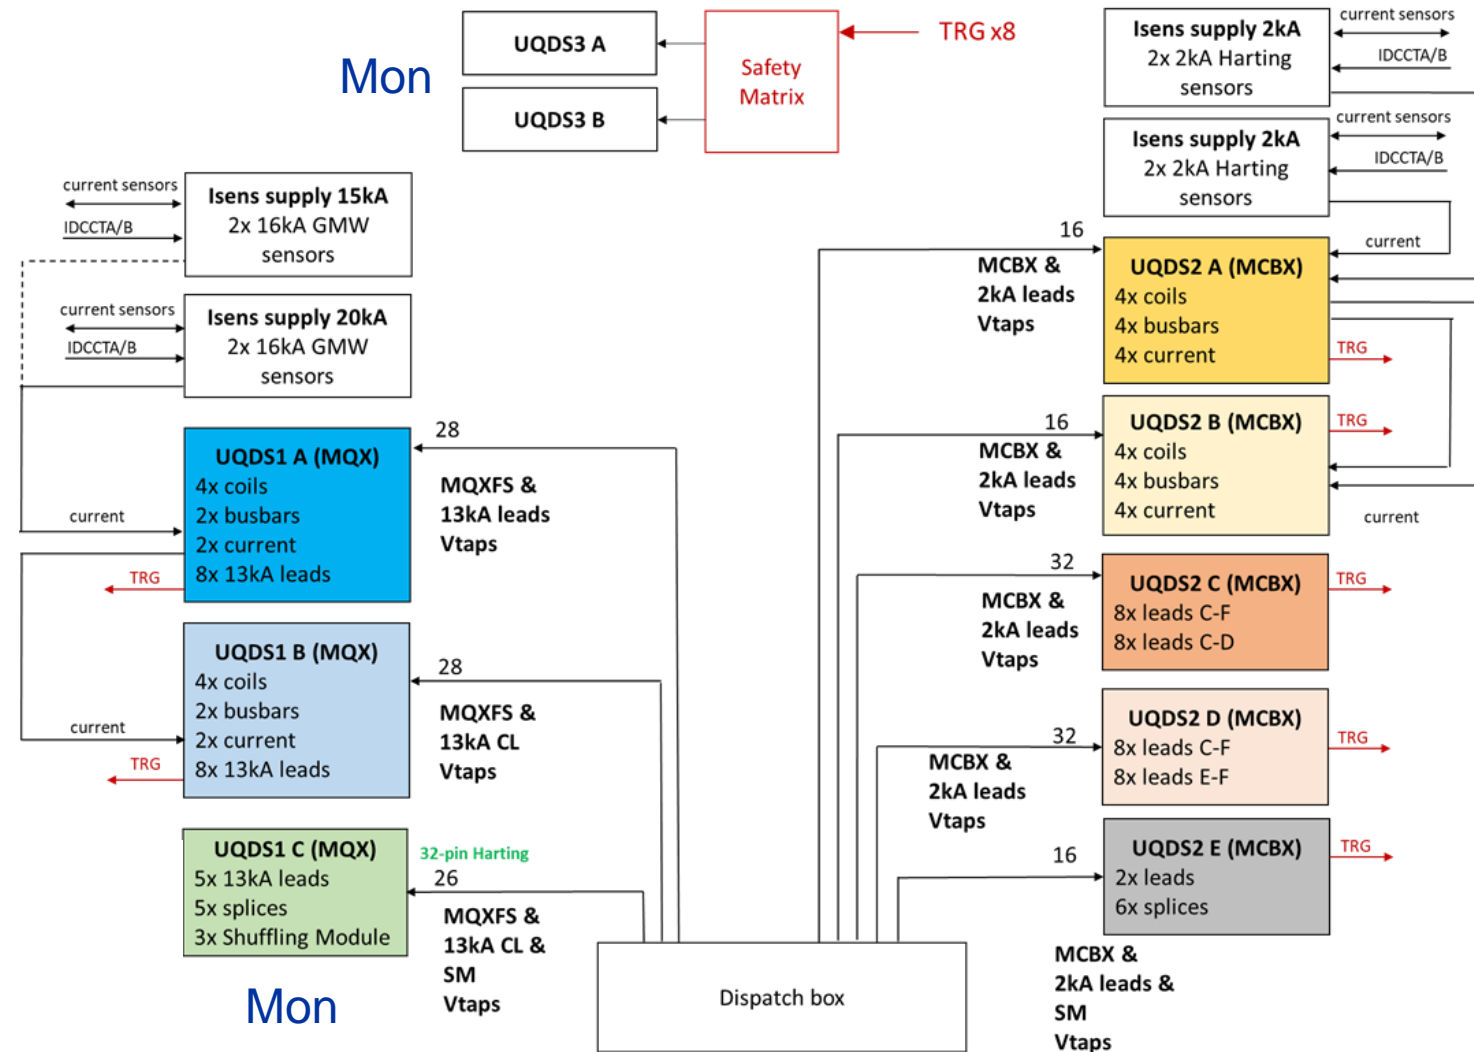 Mon
UQDS3 A
UQDS3 B
Safety
Matrix
TRG x8
Isens supply 2kA
2x 2kA Harting
sensors
current sensors
IDCCTA/B
Isens supply 2kA
2x 2kA Harting
sensors
current sensors
IDCCTA/B
current sensors
IDCCTA/B
Isens supply 15kA
2x 16kA GMW
sensors
current sensors
IDCCTA/B
Isens supply 20kA
2x 16kA GMW
sensors
UQDS1 A (MQX)
4x coils
2x busbars
2x current
8x 13kA leads
current
TRG
28
MQXFS &
13kA leads
Vtaps
UQDS1 B (MQX)
4x coils
2x busbars
2x current
8x 13kA leads
current
TRG
28
MQXFS &
13kA CL
Vtaps
UQDS1 C (MQX)
5x 13kA leads
5x splices
3x Shuffling Module
32-pin Harting
26
MQXFS &
13kA CL &
SM
Vtaps
Mon
Dispatch box
16
MCBX &
2kA leads
Vtaps
UQDS2 A (MCBX)
4x coils
4x busbars
4x current
current
TRG
16
MCBX &
2kA leads
Vtaps
UQDS2 B (MCBX)
4x coils
4x busbars
4x current
TRG
current
32
MCBX &
2kA leads
Vtaps
UQDS2 C (MCBX)
8x leads C-F
8x leads C-D
TRG
32
MCBX &
2kA leads
Vtaps
UQDS2 D (MCBX)
8x leads C-F
8x leads E-F
TRG
16
UQDS2 E (MCBX)
2x leads
6x splices
TRG
MCBX &
2kA leads &
SM
Vtaps